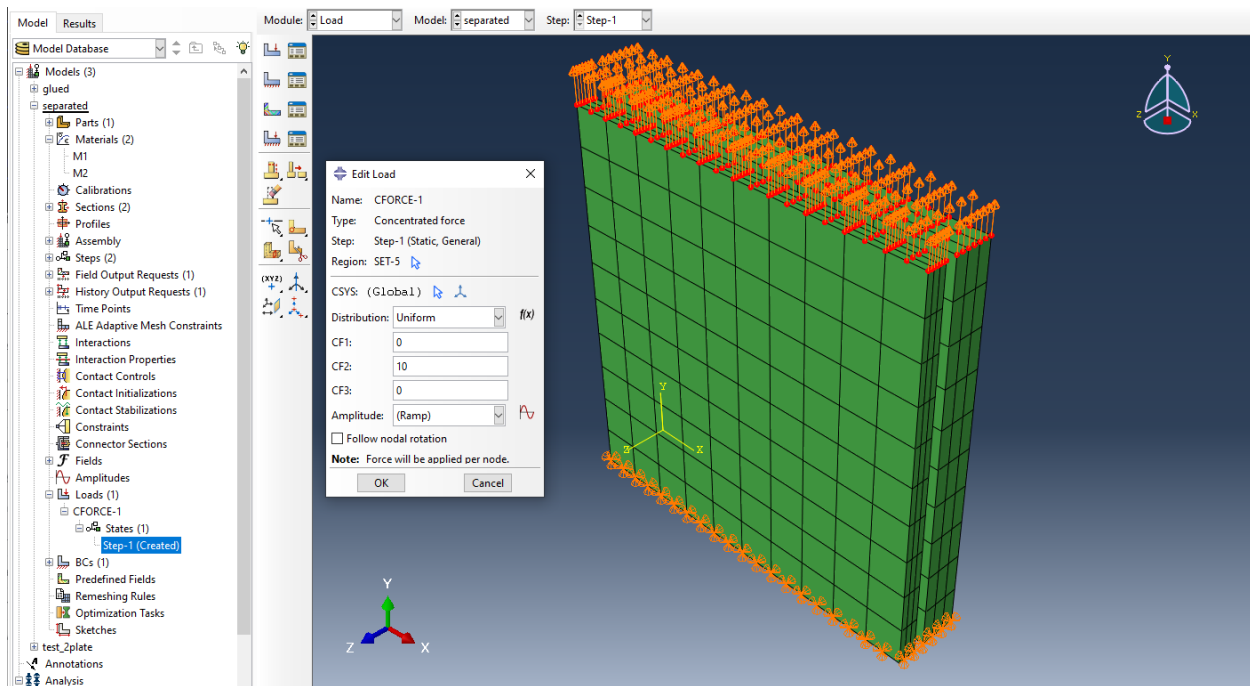 Model Results
Module: Load Model: separated Step: Step-1
Model Database
Models (3)
glued
separated
Parts (1)
Materials (2)
M1
M2
Calibrations
Sections (2)
Profiles
Assembly
Steps (2)
Field Output Requests (1)
History Output Requests (1)
Time Points
ALE Adaptive Mesh Constraints
Interactions
Interaction Properties
Contact Controls
Contact Initializations
Contact Stabilizations
Constraints
Connector Sections
Fields
Amplitudes
Loads (1)
CFORCE-1
States (1)
Step-1 (Created)
BCs (1)
Predefined Fields
Remeshing Rules
Optimization Tasks
Sketches
test_2plate
Annotations
Analysis
(XYZ)
Edit Load
Name: CFORCE-1
Type: Concentrated force
Step: Step-1 (Static, General)
Region: SET-5
CSYS: (Global)
Distribution: Uniform f(x)
CF1: 0
CF2: 10
CF3: 0
Amplitude: (Ramp)
Follow nodal rotation
Note: Force will be applied per node.
OK Cancel
Y
Z X
Y
Z X
Y
Z X